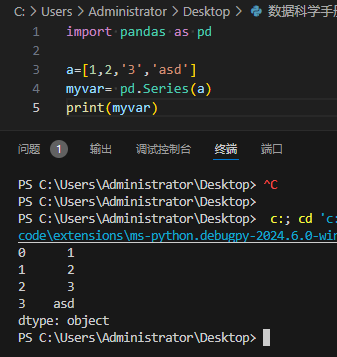 C: > Users > Administrator > Desktop > 数据科学手册
1 import pandas as pd
2
3 a=[1,2,'3','asd']
4 myvar= pd.Series(a)
5 print(myvar)
问题 1 输出 调试控制台 终端 端口
PS C:\Users\Administrator\Desktop> ^C
PS C:\Users\Administrator\Desktop>
PS C:\Users\Administrator\Desktop>  c:; cd 'c:
code\extensions\ms-python.debugpy-2024.6.0-win
0      1
1      2
2      3
3    asd
dtype: object
PS C:\Users\Administrator\Desktop>